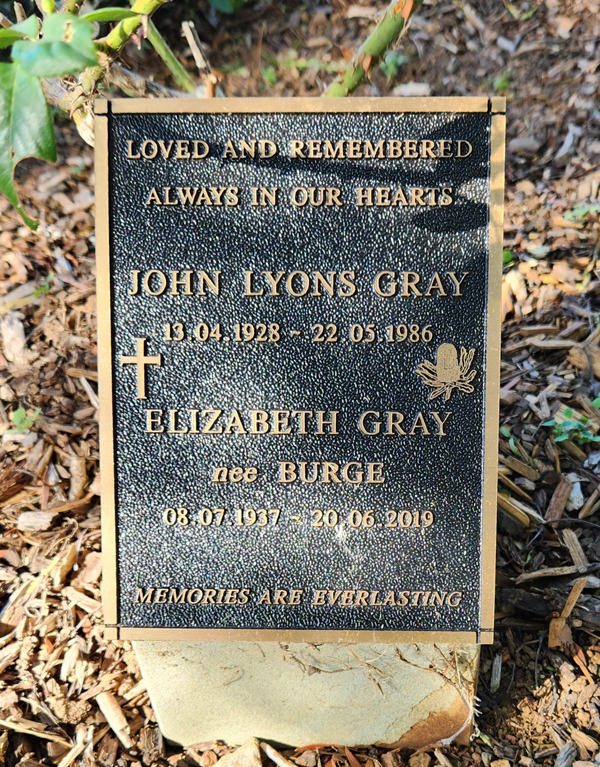 LOVED AND REMEMBERED
ALWAYS IN OUR HEARTS
JOHN LYONS GRAY
13.04.1928 ~ 22.05.1986
ELIZABETH GRAY
nee BURGE
08.07.1937 ~ 20.06.2019
MEMORIES ARE EVERLASTING